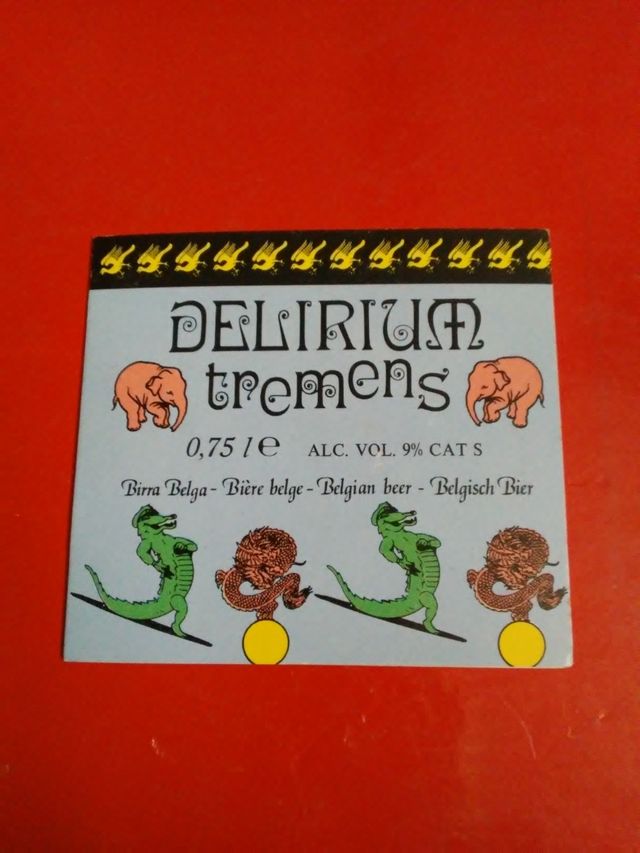 DELIRIUM
tremens
0,75 l e ALC. VOL. 9% CAT S
Birra Belga - Bière belge - Belgian beer - Belgisch Bier